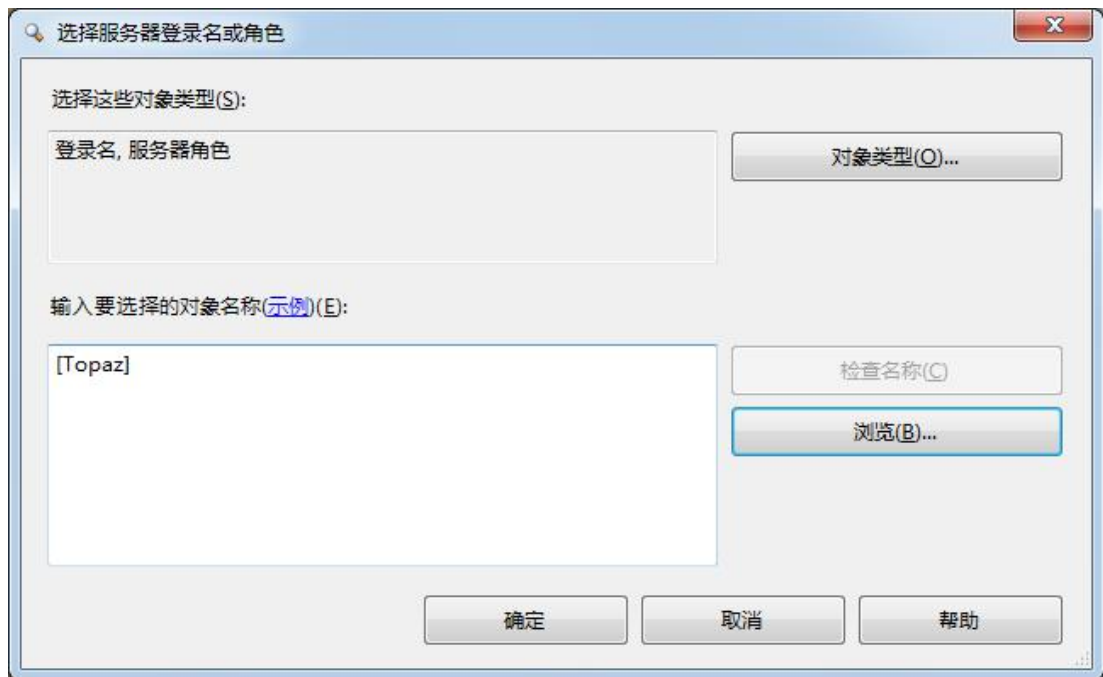 选择服务器登录名或角色
选择这些对象类型(S):
登录名, 服务器角色
对象类型(O)...
输入要选择的对象名称(示例)(E):
[Topaz]
检查名称(C)
浏览(B)...
确定
取消
帮助